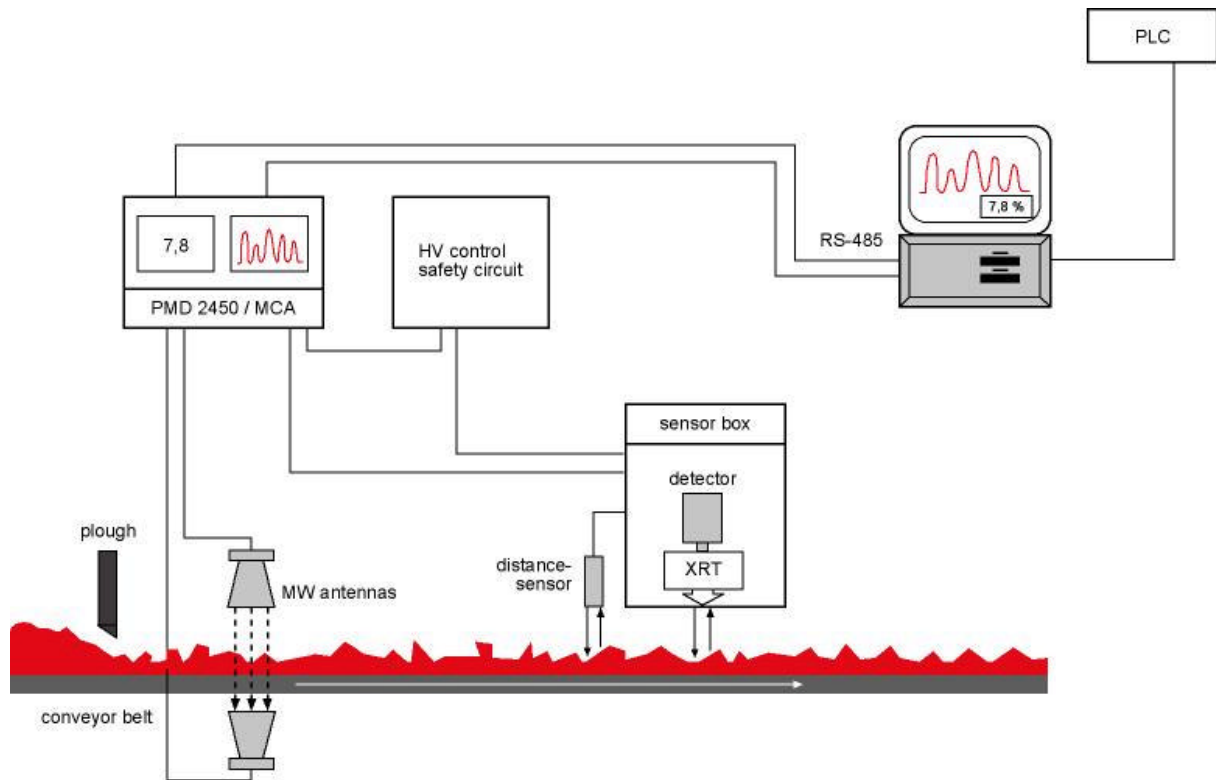 PLC
7,8 %
RS-485
7,8
HV control
safety circuit
PMD 2450 / MCA
sensor box
detector
plough
XRT
distance-
sensor
MW antennas
conveyor belt